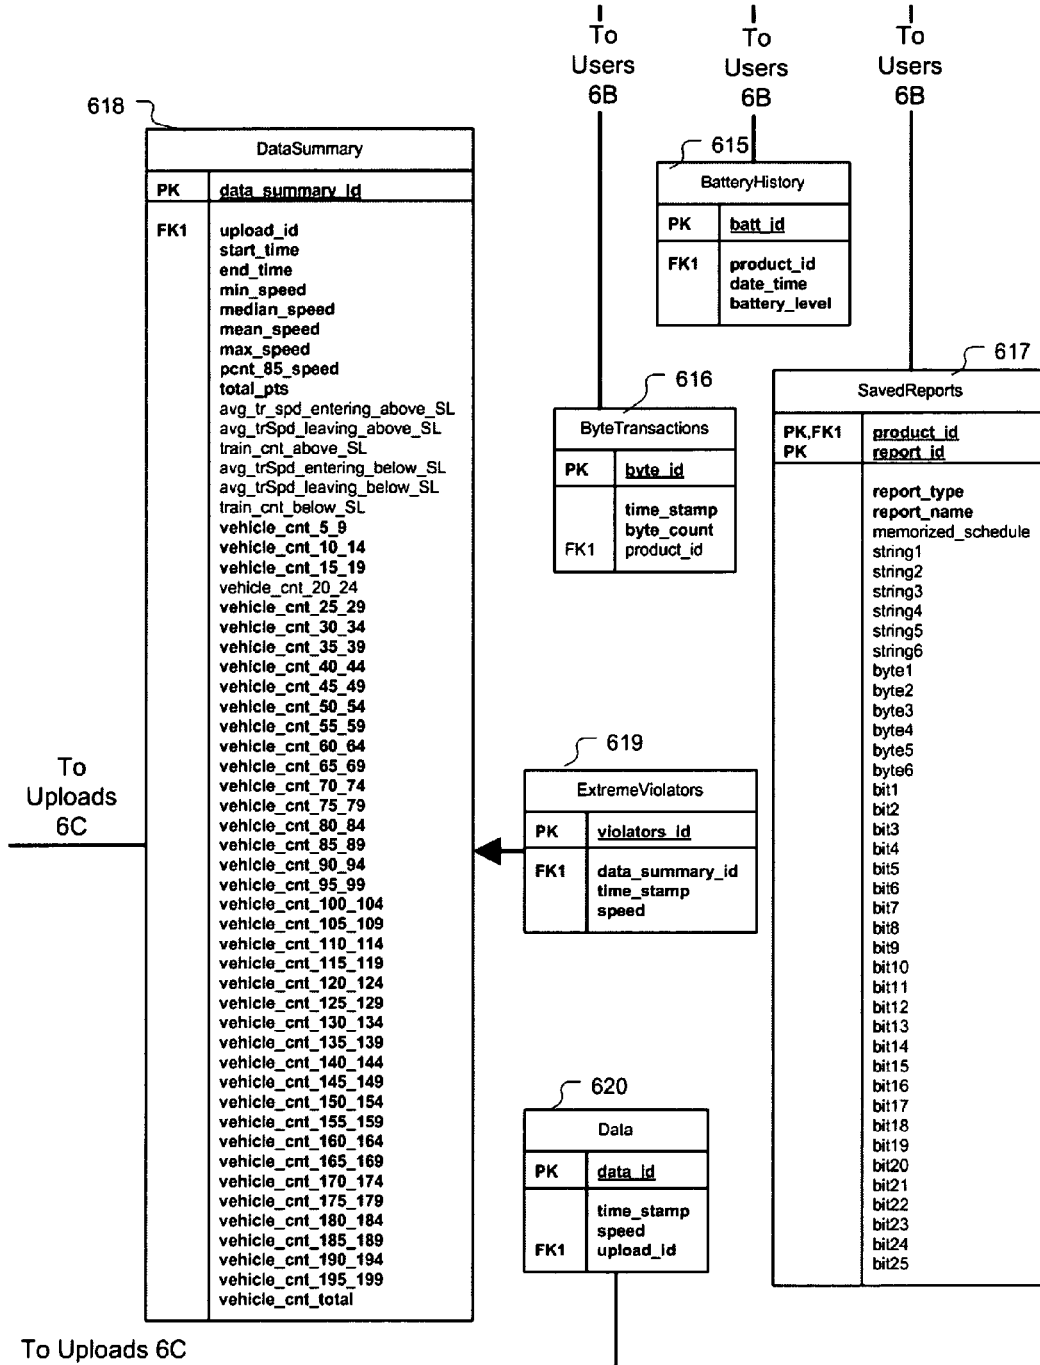 To
Users
6B
To
Users
6B
To
Users
6B
618
DataSummary
PK data_summary_id
FK1 upload_id
start_time
end_time
min_speed
median_speed
mean_speed
max_speed
pcnt_85_speed
total_pts
avg_tr_spd_entering_above_SL
avg_trSpd_leaving_above_SL
train_cnt_above_SL
avg_trSpd_entering_below_SL
avg_trSpd_leaving_below_SL
train_cnt_below_SL
vehicle_cnt_5_9
vehicle_cnt_10_14
vehicle_cnt_15_19
vehicle_cnt_20_24
vehicle_cnt_25_29
vehicle_cnt_30_34
vehicle_cnt_35_39
vehicle_cnt_40_44
vehicle_cnt_45_49
vehicle_cnt_50_54
vehicle_cnt_55_59
vehicle_cnt_60_64
vehicle_cnt_65_69
vehicle_cnt_70_74
vehicle_cnt_75_79
vehicle_cnt_80_84
vehicle_cnt_85_89
vehicle_cnt_90_94
vehicle_cnt_95_99
vehicle_cnt_100_104
vehicle_cnt_105_109
vehicle_cnt_110_114
vehicle_cnt_115_119
vehicle_cnt_120_124
vehicle_cnt_125_129
vehicle_cnt_130_134
vehicle_cnt_135_139
vehicle_cnt_140_144
vehicle_cnt_145_149
vehicle_cnt_150_154
vehicle_cnt_155_159
vehicle_cnt_160_164
vehicle_cnt_165_169
vehicle_cnt_170_174
vehicle_cnt_175_179
vehicle_cnt_180_184
vehicle_cnt_185_189
vehicle_cnt_190_194
vehicle_cnt_195_199
vehicle_cnt_total
To
Uploads
6C
615
BatteryHistory
PK batt_id
FK1 product_id
date_time
battery_level
616
ByteTransactions
PK byte_id
time_stamp
byte_count
FK1 product_id
617
SavedReports
PK,FK1 product_id
PK report_id
report_type
report_name
memorized_schedule
string1
string2
string3
string4
string5
string6
byte1
byte2
byte3
byte4
byte5
byte6
bit1
bit2
bit3
bit4
bit5
bit6
bit7
bit8
bit9
bit10
bit11
bit12
bit13
bit14
bit15
bit16
bit17
bit18
bit19
bit20
bit21
bit22
bit23
bit24
bit25
619
ExtremeViolators
PK violators_id
FK1 data_summary_id
time_stamp
speed
620
Data
PK data_id
time_stamp
speed
FK1 upload_id
To Uploads 6C